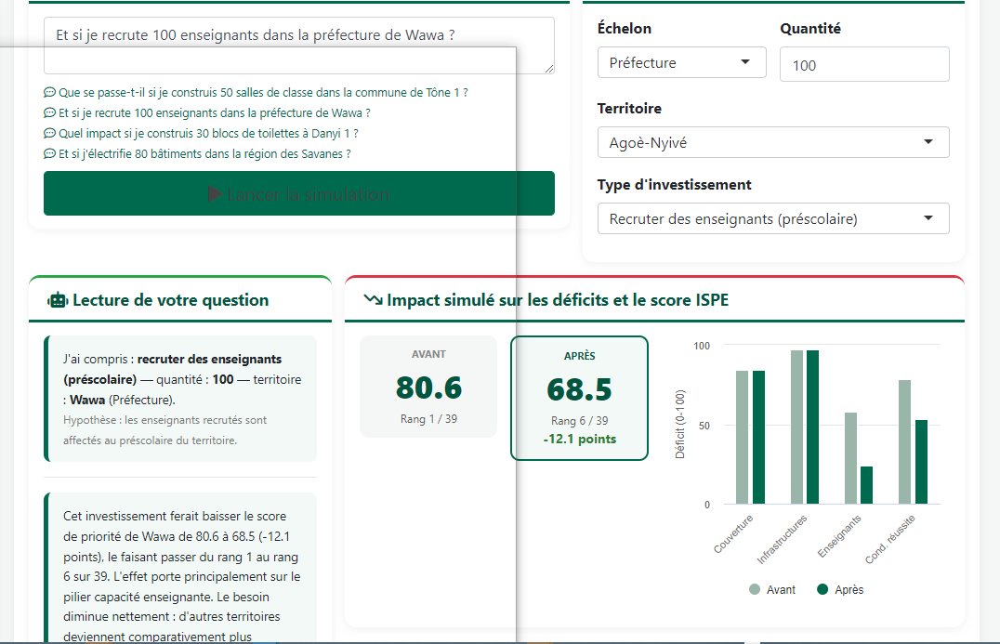 Et si je recrute 100 enseignants dans la préfecture de Wawa ?
Que se passe-t-il si je construis 50 salles de classe dans la commune de Tône 1 ?
Et si je recrute 100 enseignants dans la préfecture de Wawa ?
Quel impact si je construis 30 blocs de toilettes à Danyi 1 ?
Et si j'électrifie 80 bâtiments dans la région des Savanes ?
Lancer la simulation
Échelon
Quantité
Préfecture
100
Territoire
Agoè-Nyivé
Type d'investissement
Recruter des enseignants (préscolaire)
Lecture de votre question
J'ai compris : recruter des enseignants
(préscolaire) — quantité : 100 — territoire
: Wawa (Préfecture).
Hypothèse : les enseignants recrutés sont
affectés au préscolaire du territoire.
Cet investissement ferait baisser le score
de priorité de Wawa de 80.6 à 68.5 (-12.1
points), le faisant passer du rang 1 au rang
6 sur 39. L'effet porte principalement sur le
pilier capacité enseignante. Le besoin
diminue nettement : d'autres territoires
deviennent comparativement plus
Impact simulé sur les déficits et le score ISPE
AVANT
80.6
Rang 1 / 39
APRÈS
68.5
Rang 6 / 39
-12.1 points
Déficit (0-100)
100
50
0
Couverture
Infrastructures
Enseignants
Cond. réussite
Avant
Après